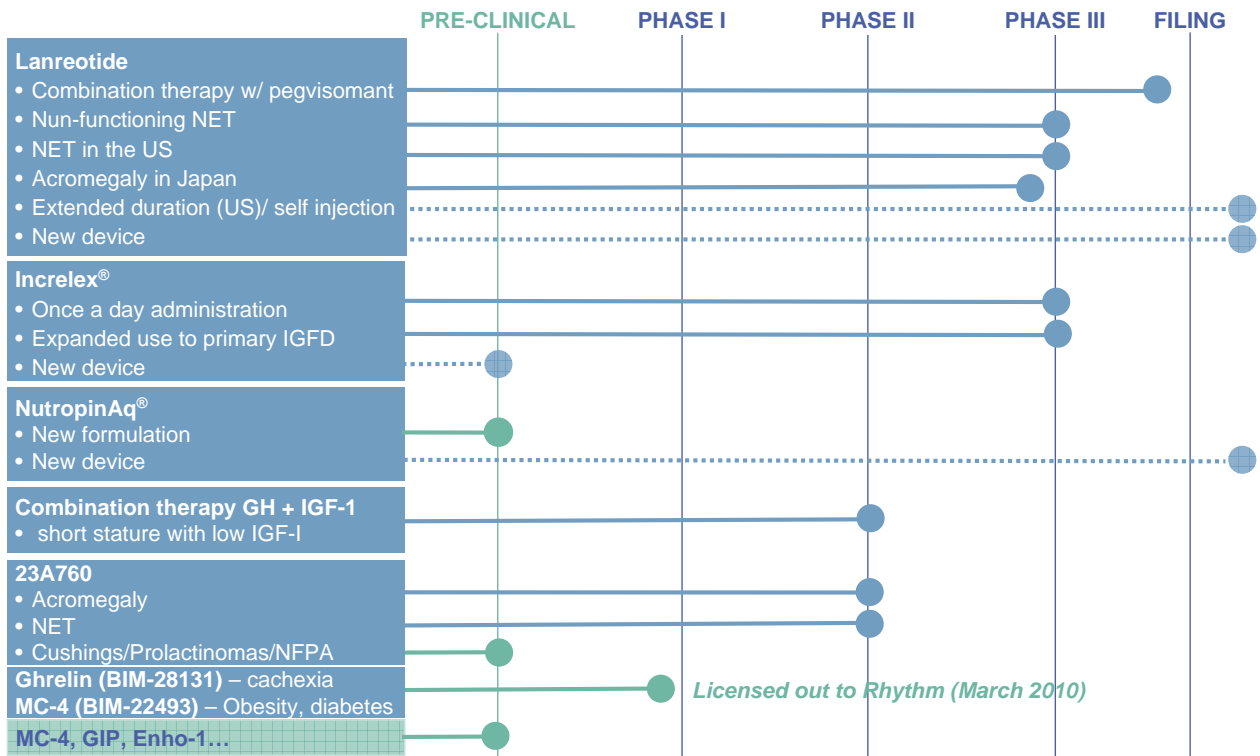 PRE-CLINICAL PHASE I PHASE II PHASE III FILING
Lanreotide
• Combination therapy w/ pegvisomant
• Nun-functioning NET
• NET in the US
• Acromegaly in Japan
• Extended duration (US)/ self injection
• New device
Increlex®
• Once a day administration
• Expanded use to primary IGFD
• New device
NutropinAq®
• New formulation
• New device
Combination therapy GH + IGF-1
• short stature with low IGF-I
23A760
• Acromegaly
• NET
• Cushings/Prolactinomas/NFPA
Ghrelin (BIM-28131) – cachexia
MC-4 (BIM-22493) – Obesity, diabetes
Licensed out to Rhythm (March 2010)
MC-4, GIP, Enho-1…